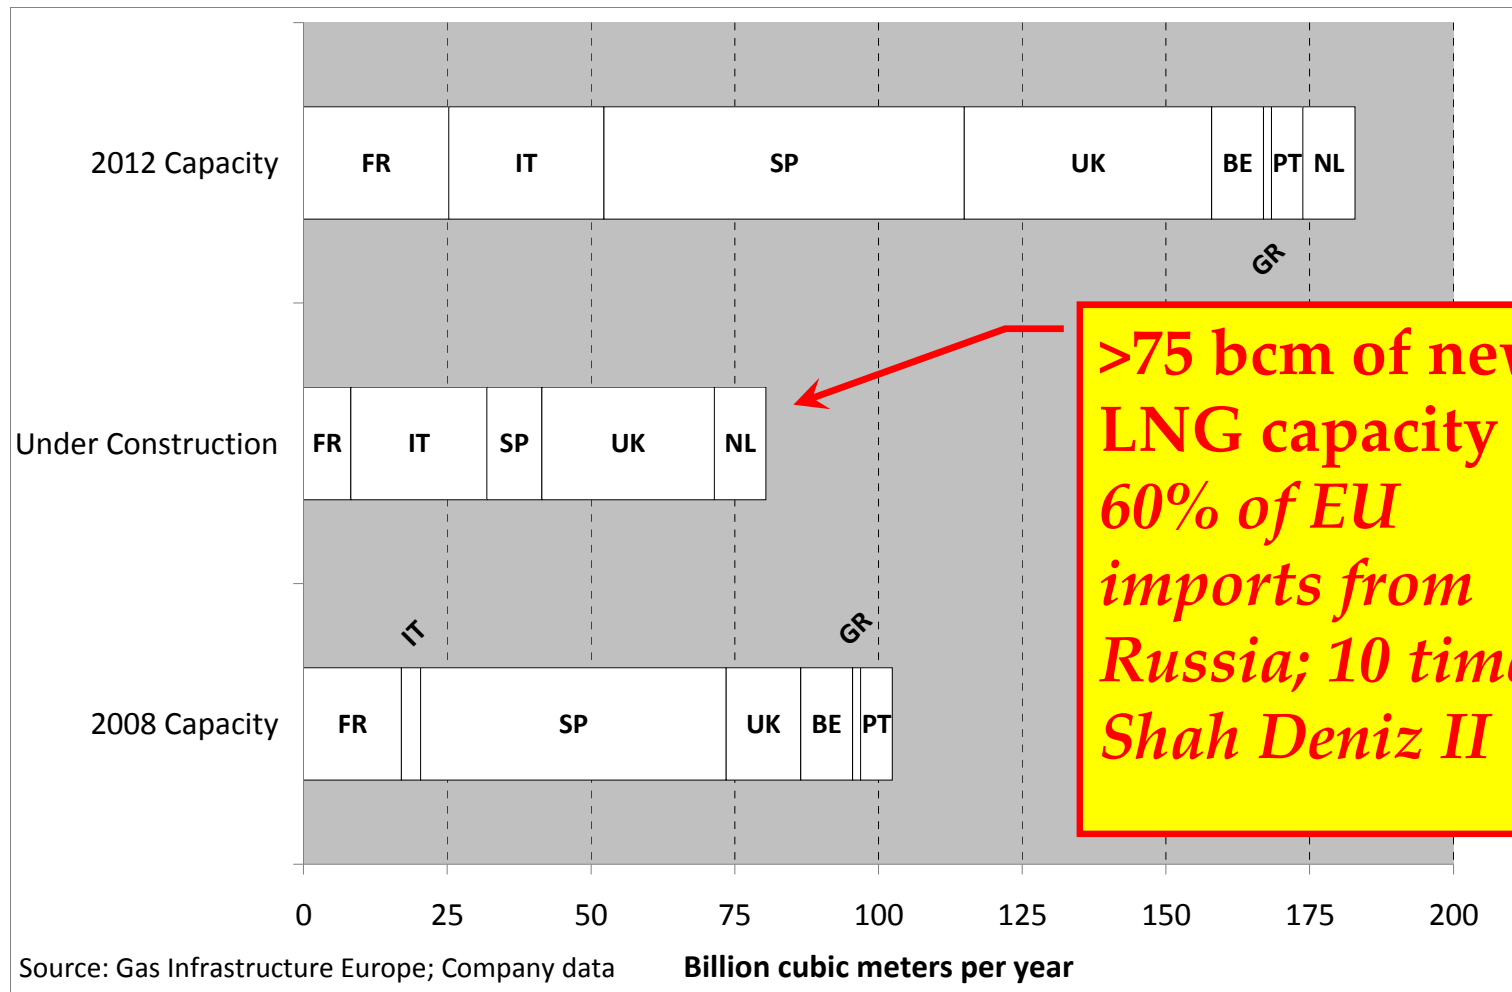 2012 Capacity
FR IT SP UK BE PT NL
GR
Under Construction
FR IT SP UK NL
>75 bcm of new
LNG capacity
60% of EU
imports from
Russia; 10 time
Shah Deniz II
IT GR
2008 Capacity
FR SP UK BE PT
0 25 50 75 100 125 150 175 200
Source: Gas Infrastructure Europe; Company data Billion cubic meters per year